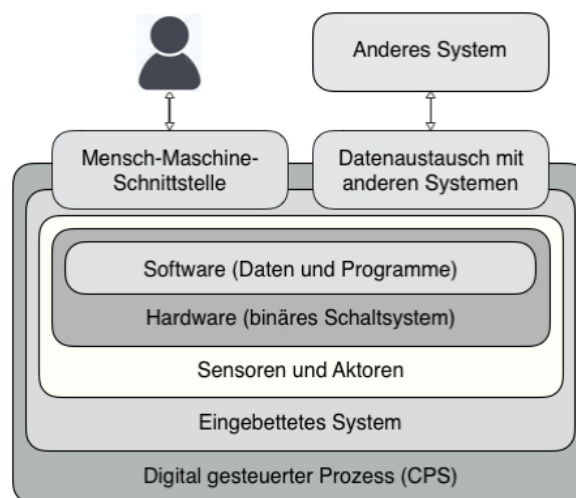 Anderes System
Mensch-Maschine-
Schnittstelle
Datenaustausch mit
anderen Systemen
Software (Daten und Programme)
Hardware (binäres Schaltsystem)
Sensoren und Aktoren
Eingebettetes System
Digital gesteuerter Prozess (CPS)